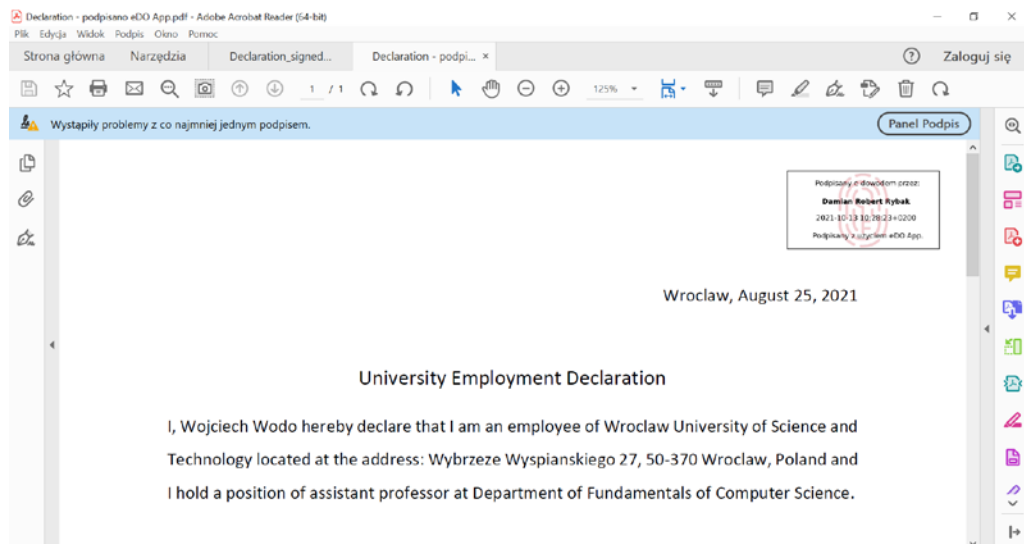 Declaration - podpisano eDO App.pdf - Adobe Acrobat Reader (64-bit)
Plik Edycja Widok Podpis Okno Pomoc
Strona główna Narzędzia Declaration_signed... Declaration - podpi... × Zaloguj się
1 / 1 125%
Wystąpiły problemy z co najmniej jednym podpisem. Panel Podpis
Podpisany e-dowodem przez:
Damian Robert Rybak
2021-10-13 10:28:23+0200
Podpisany z użyciem eDO App.
Wroclaw, August 25, 2021
University Employment Declaration
I, Wojciech Wodo hereby declare that I am an employee of Wroclaw University of Science and
Technology located at the address: Wybrzeze Wyspianskiego 27, 50-370 Wroclaw, Poland and
I hold a position of assistant professor at Department of Fundamentals of Computer Science.